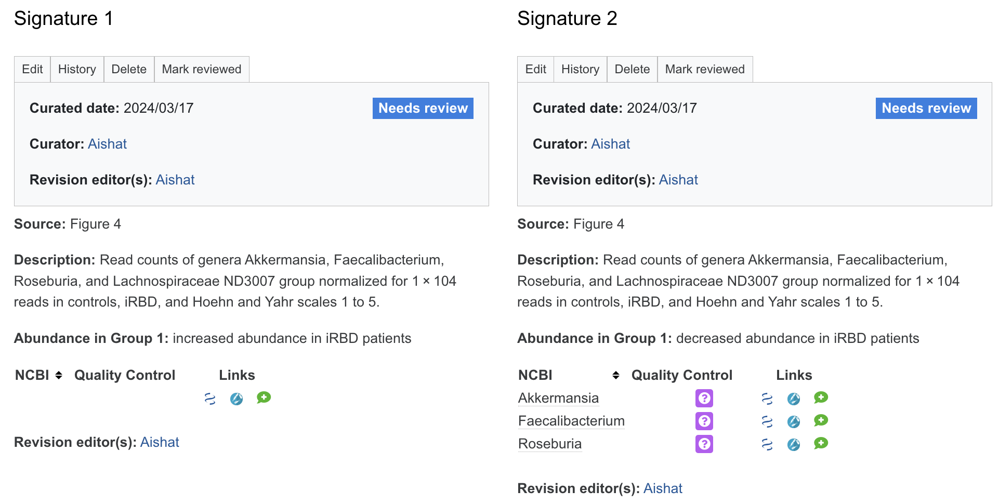 Signature 1
Edit History Delete Mark reviewed
Curated date: 2024/03/17 Needs review
Curator: Aishat
Revision editor(s): Aishat
Source: Figure 4
Description: Read counts of genera Akkermansia, Faecalibacterium,
Roseburia, and Lachnospiraceae ND3007 group normalized for 1 × 104
reads in controls, iRBD, and Hoehn and Yahr scales 1 to 5.
Abundance in Group 1: increased abundance in iRBD patients
NCBI Quality Control Links
Revision editor(s): Aishat
Signature 2
Edit History Delete Mark reviewed
Curated date: 2024/03/17 Needs review
Curator: Aishat
Revision editor(s): Aishat
Source: Figure 4
Description: Read counts of genera Akkermansia, Faecalibacterium,
Roseburia, and Lachnospiraceae ND3007 group normalized for 1 × 104
reads in controls, iRBD, and Hoehn and Yahr scales 1 to 5.
Abundance in Group 1: decreased abundance in iRBD patients
NCBI Quality Control Links
Akkermansia ?
Faecalibacterium ?
Roseburia ?
Revision editor(s): Aishat